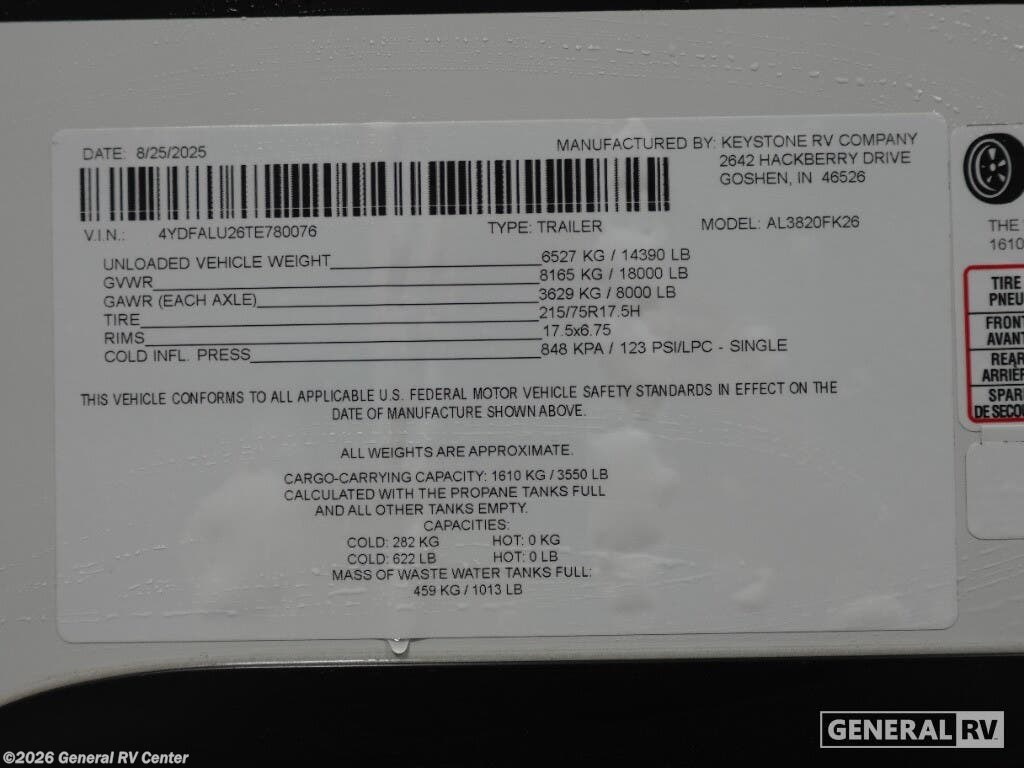 DATE: 8/25/2025
MANUFACTURED BY: KEYSTONE RV COMPANY
2642 HACKBERRY DRIVE
GOSHEN, IN 46526
V.I.N.: 4YDFALU26TE780076 TYPE: TRAILER MODEL: AL3820FK26
UNLOADED VEHICLE WEIGHT 6527 KG / 14390 LB
GVWR 8165 KG / 18000 LB
GAWR (EACH AXLE) 3629 KG / 8000 LB
TIRE 215/75R17.5H
RIMS 17.5x6.75
COLD INFL. PRESS 848 KPA / 123 PSI/LPC - SINGLE
THIS VEHICLE CONFORMS TO ALL APPLICABLE U.S. FEDERAL MOTOR VEHICLE SAFETY STANDARDS IN EFFECT ON THE
DATE OF MANUFACTURE SHOWN ABOVE.
ALL WEIGHTS ARE APPROXIMATE.
CARGO-CARRYING CAPACITY: 1610 KG / 3550 LB
CALCULATED WITH THE PROPANE TANKS FULL
AND ALL OTHER TANKS EMPTY.
CAPACITIES:
COLD: 282 KG HOT: 0 KG
COLD: 622 LB HOT: 0 LB
MASS OF WASTE WATER TANKS FULL:
459 KG / 1013 LB
THE
1610
TIRE
PNEU
FRONT
AVANT
REAR
ARRIÈR
SPAR
DE SECOU
GENERAL RV
©2026 General RV Center